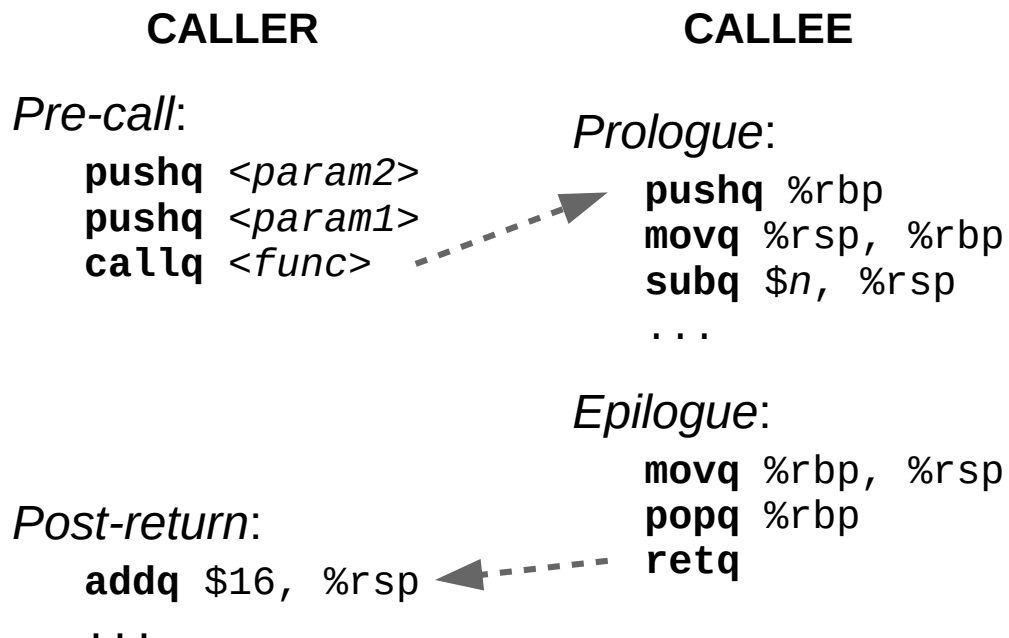 CALLER
Pre-call:
pushq <param2>
pushq <param1>
callq <func>
Post-return:
addq $16, %rsp
...
CALLEE
Prologue:
pushq %rbp
movq %rsp, %rbp
subq $n, %rsp
...
Epilogue:
movq %rbp, %rsp
popq %rbp
retq